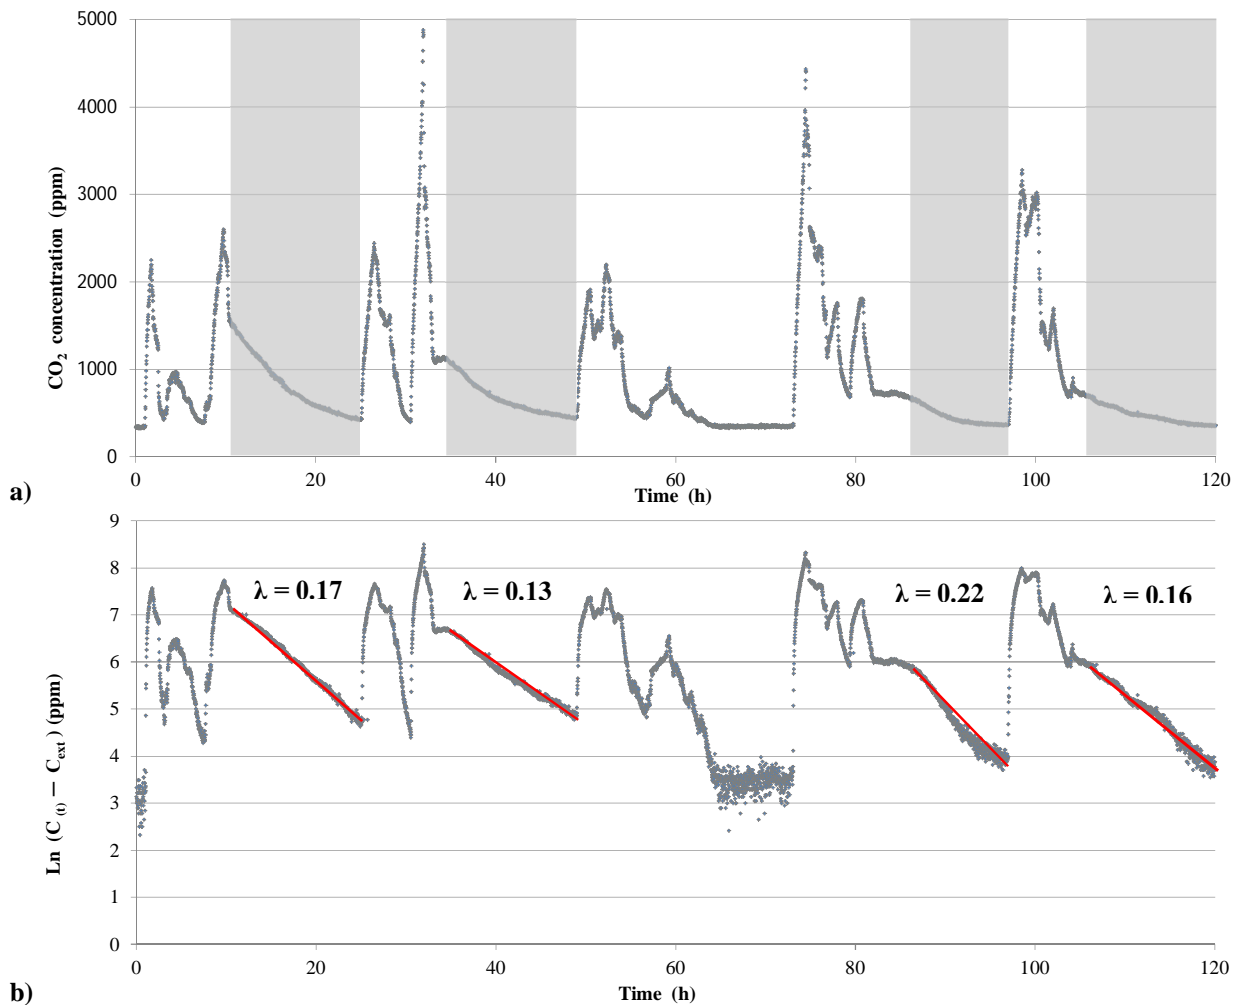 5000
4000
3000
2000
1000
0
CO2 concentration (ppm)
0 20 40 60 80 100 120
Time (h)
a)
9
8
7
6
5
4
3
2
1
0
Ln (C (t) – C ext ) (ppm)
λ = 0.17 λ = 0.13 λ = 0.22 λ = 0.16
0 20 40 60 80 100 120
Time (h)
b)